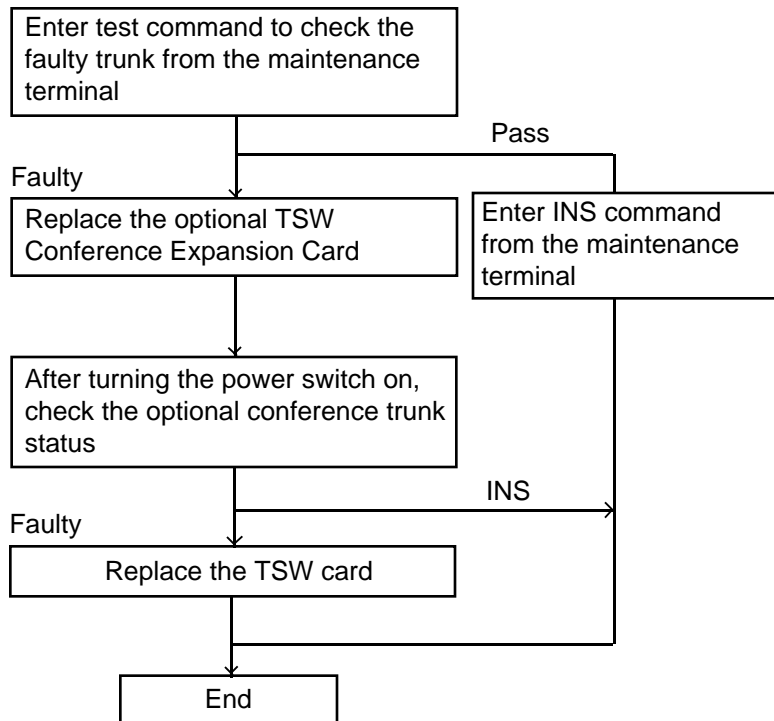 Enter test command to check the
faulty trunk from the maintenance
terminal
Pass
Faulty
Replace the optional TSW
Conference Expansion Card
Enter INS command
from the maintenance
terminal
After turning the power switch on,
check the optional conference trunk
status
INS
Faulty
Replace the TSW card
End